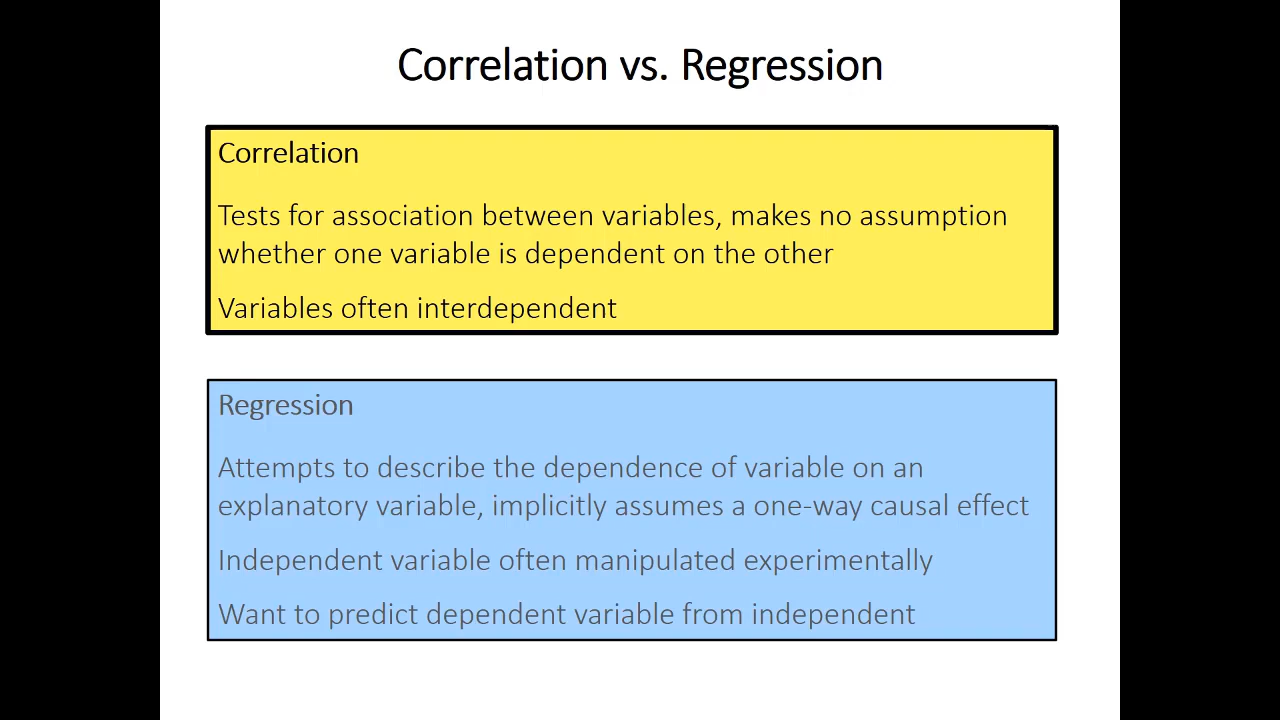 Correlation vs. Regression
Correlation
Tests for association between variables, makes no assumption
whether one variable is dependent on the other
Variables often interdependent
Regression
Attempts to describe the dependence of variable on an
explanatory variable, implicitly assumes a one-way causal effect
Independent variable often manipulated experimentally
Want to predict dependent variable from independent